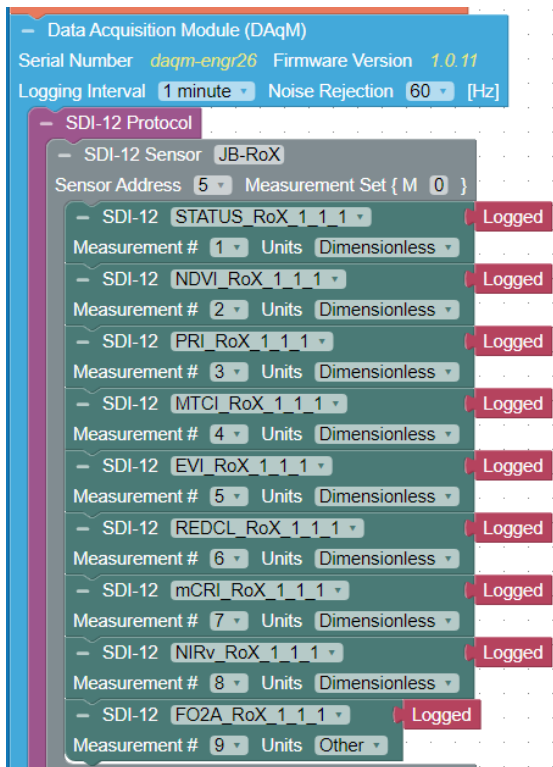 − Data Acquisition Module (DAqM)
Serial Number daqm-engr26 Firmware Version 1.0.11
Logging Interval 1 minute Noise Rejection 60 [Hz]
− SDI-12 Protocol
− SDI-12 Sensor JB-RoX
Sensor Address 5 Measurement Set { M 0 }
− SDI-12 STATUS_RoX_1_1_1 Logged
Measurement # 1 Units Dimensionless
− SDI-12 NDVI_RoX_1_1_1 Logged
Measurement # 2 Units Dimensionless
− SDI-12 PRI_RoX_1_1_1 Logged
Measurement # 3 Units Dimensionless
− SDI-12 MTCI_RoX_1_1_1 Logged
Measurement # 4 Units Dimensionless
− SDI-12 EVI_RoX_1_1_1 Logged
Measurement # 5 Units Dimensionless
− SDI-12 REDCL_RoX_1_1_1 Logged
Measurement # 6 Units Dimensionless
− SDI-12 mCRI_RoX_1_1_1 Logged
Measurement # 7 Units Dimensionless
− SDI-12 NIRv_RoX_1_1_1 Logged
Measurement # 8 Units Dimensionless
− SDI-12 FO2A_RoX_1_1_1 Logged
Measurement # 9 Units Other